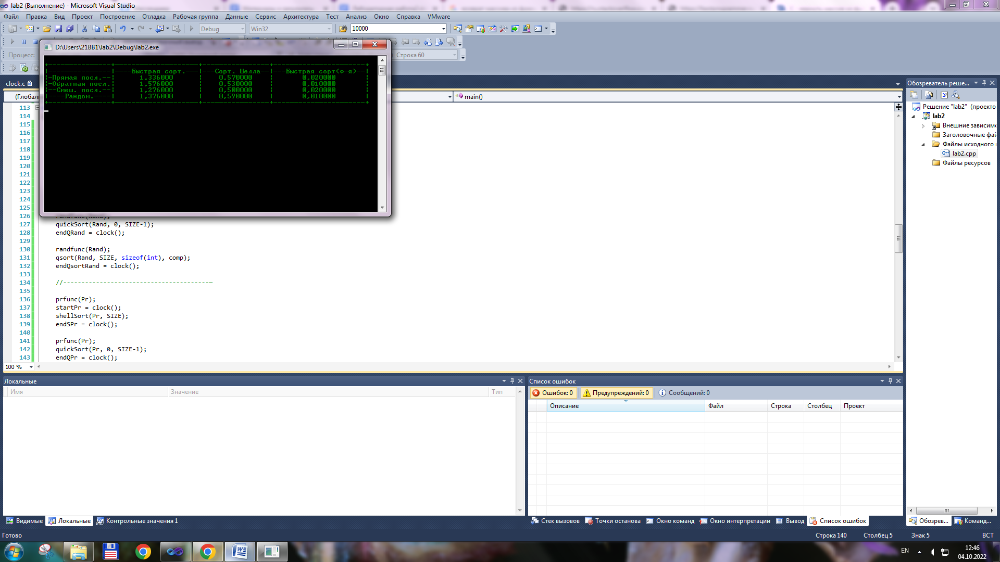 lab2 (Выполнение) - Microsoft Visual Studio
Файл Правка Вид Проект Построение Отладка Рабочая группа Данные Сервис Архитектура Тест Анализ Окно Справка VMware
Debug Win32 10000
Процесс: Строка 60
D:\Users\21BB1\lab2\Debug\lab2.exe
----Быстрая сорт.--- ---Сорт. Шелла-- ---Быстрая сорт(ф-я)--
-Прямая посл.-- 1,336000 0,570000 0,020000
-Обратная посл. 1,576000 0,530000 0,010000
--Смеш. посл.-- 1,276000 0,500000 0,020000
----Рандом.---- 1,376000 0,590000 0,010000
clock.c
main()
113
114
115
116
117
118
119
120
121
122
123
124
125
126 randfunc(Rand);
127 quickSort(Rand, 0, SIZE-1);
128 endQRand = clock();
129
130 randfunc(Rand);
131 qsort(Rand, SIZE, sizeof(int), comp);
132 endQsortRand = clock();
133
134 //-----------------------------------------
135
136 prfunc(Pr);
137 startPr = clock();
138 shellSort(Pr, SIZE);
139 endSPr = clock();
140
141 prfunc(Pr);
142 quickSort(Pr, 0, SIZE-1);
143 endQPr = clock();
100 %
Обозреватель реше...
Решение "lab2" (проекто
lab2
Внешние зависимо
Заголовочные фай
Файлы исходного
lab2.cpp
Файлы ресурсов
Локальные
Имя Значение Тип
Список ошибок
Ошибок: 0 Предупреждений: 0 Сообщений: 0
Описание Файл Строка Столбец Проект
Видимые Локальные Контрольные значения 1
Стек вызовов Точки останова Окно команд Окно интерпретации Вывод Список ошибок
Обозрев... Команд...
Готово Строка 140 Столбец 5 Знак 5 ВСТ
EN 12:46
04.10.2022